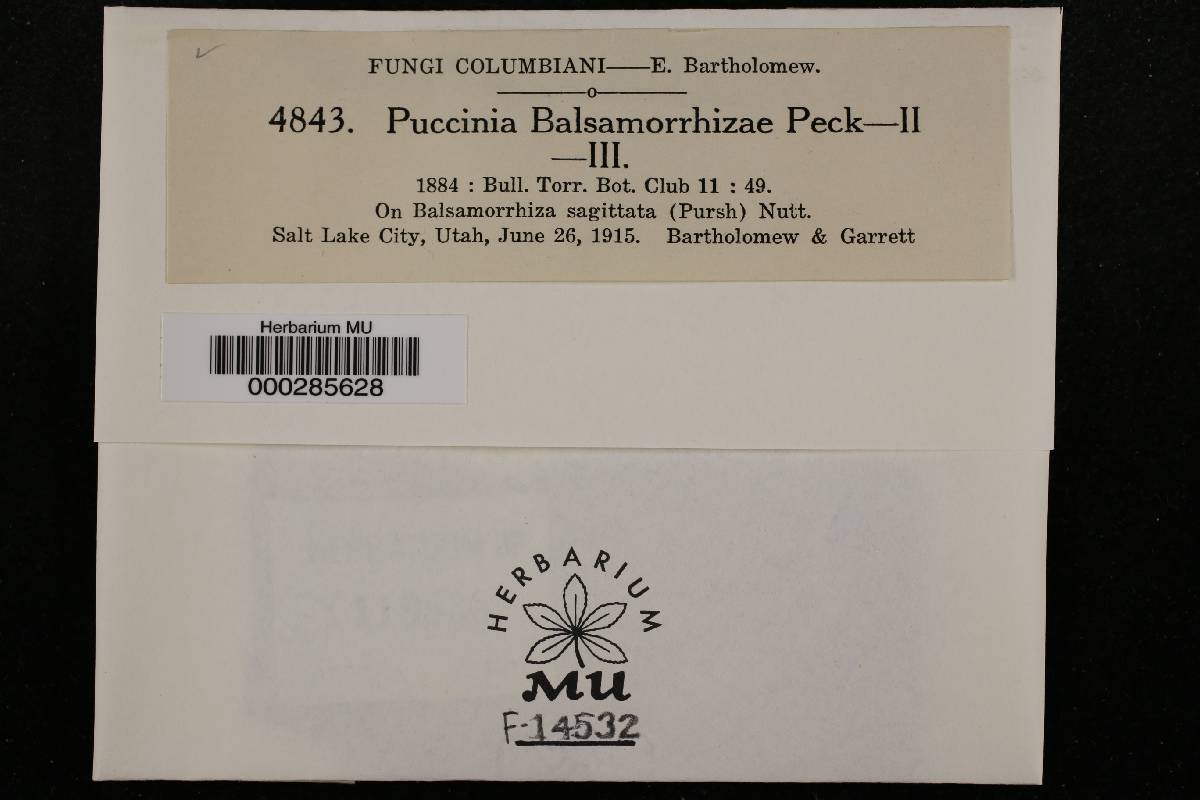 FUNGI COLUMBIANI——E. Bartholomew.
4843. Puccinia Balsamorrhizae Peck—II
—III.
1884 : Bull. Torr. Bot. Club 11 : 49.
On Balsamorrhiza sagittata (Pursh) Nutt.
Salt Lake City, Utah, June 26, 1915. Bartholomew & Garrett
Herbarium MU
000285628
HERBARIUM
MU
F-14532